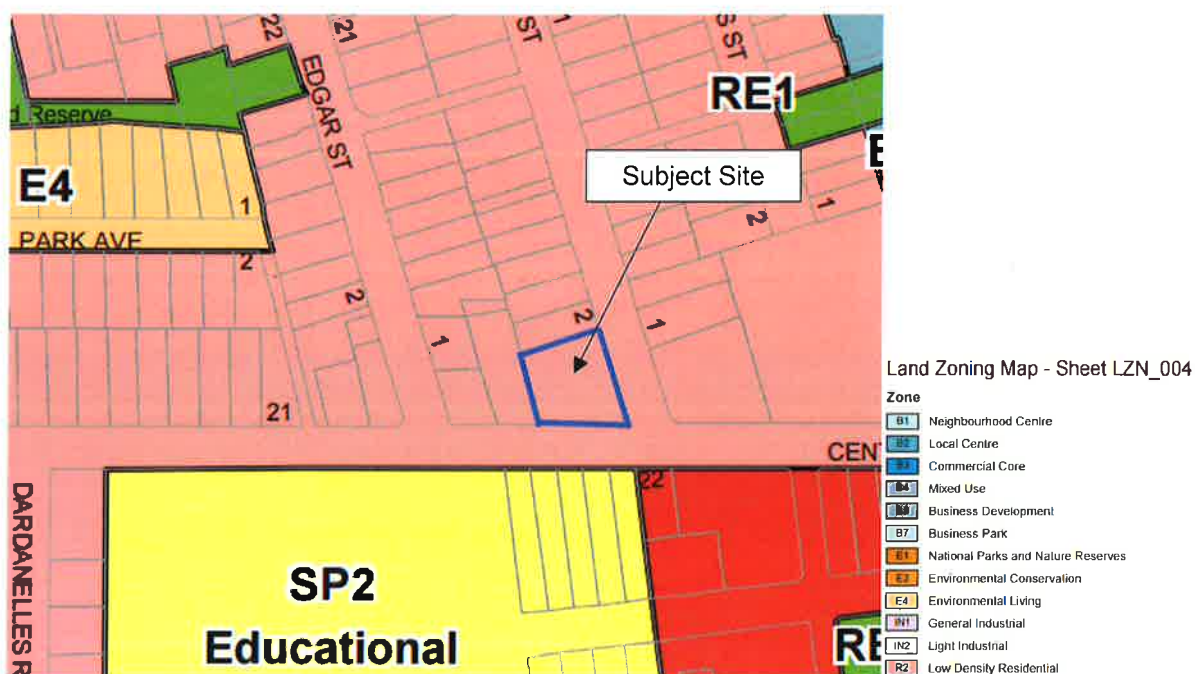 22
21
ST
1
S ST
EDGAR ST
RE1
d Reserve
E4
1
Subject Site
2
1
PARK AVE
2
2
2
1
1
21
CENT
22
DARDANELLES R
SP2
Educational
RE
Land Zoning Map - Sheet LZN_004
Zone
B1 Neighbourhood Centre
B2 Local Centre
B3 Commercial Core
B4 Mixed Use
Business Development
B7 Business Park
E1 National Parks and Nature Reserves
Environmental Conservation
E4 Environmental Living
IN1 General Industrial
IN2 Light Industrial
R2 Low Density Residential